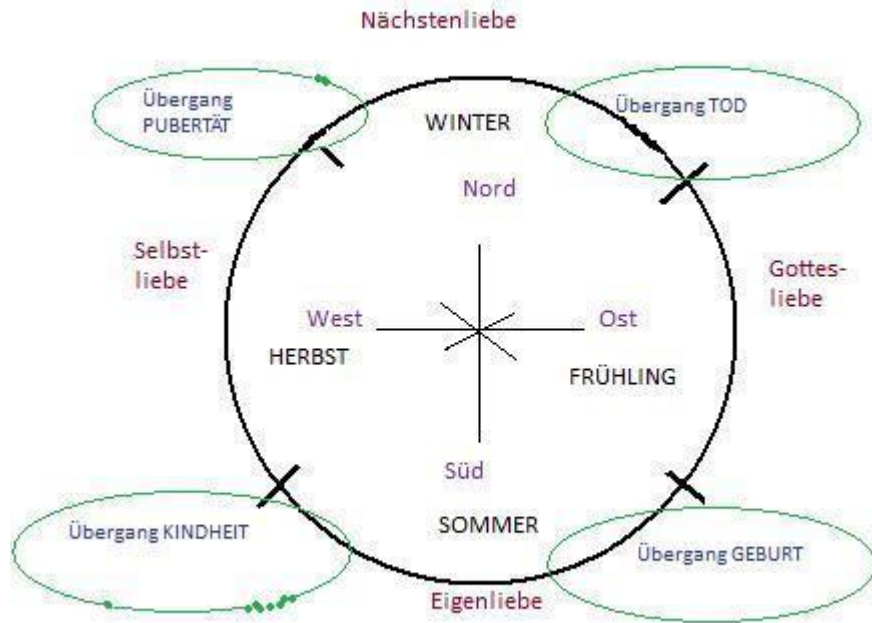 Nächstenliebe
Übergang
PUBERTÄT
Übergang TOD
WINTER
Nord
Selbst-
liebe
Gottes-
liebe
West
Ost
HERBST
FRÜHLING
Süd
SOMMER
Übergang KINDHEIT
Übergang GEBURT
Eigenliebe